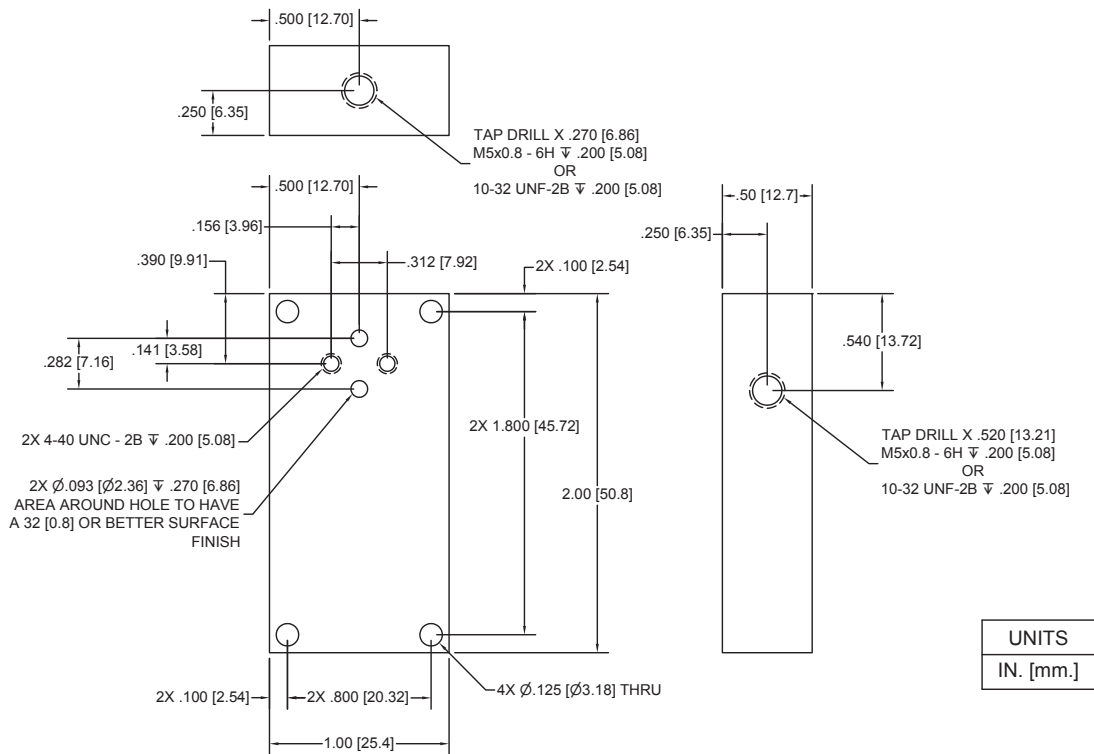 .500 [12.70]
.250 [6.35]
TAP DRILL X .270 [6.86]
M5x0.8 - 6H ↧ .200 [5.08]
OR
10-32 UNF-2B ↧ .200 [5.08]
.500 [12.70]
.156 [3.96]
.390 [9.91]
.312 [7.92]
2X .100 [2.54]
.141 [3.58]
.282 [7.16]
2X 4-40 UNC - 2B ↧ .200 [5.08]
2X Ø.093 [Ø2.36] ↧ .270 [6.86]
AREA AROUND HOLE TO HAVE
A 32 [0.8] OR BETTER SURFACE
FINISH
2X 1.800 [45.72]
2.00 [50.8]
2X .100 [2.54]
2X .800 [20.32]
4X Ø.125 [Ø3.18] THRU
1.00 [25.4]
.50 [12.7]
.250 [6.35]
.540 [13.72]
TAP DRILL X .520 [13.21]
M5x0.8 - 6H ↧ .200 [5.08]
OR
10-32 UNF-2B ↧ .200 [5.08]
UNITS
IN. [mm.]